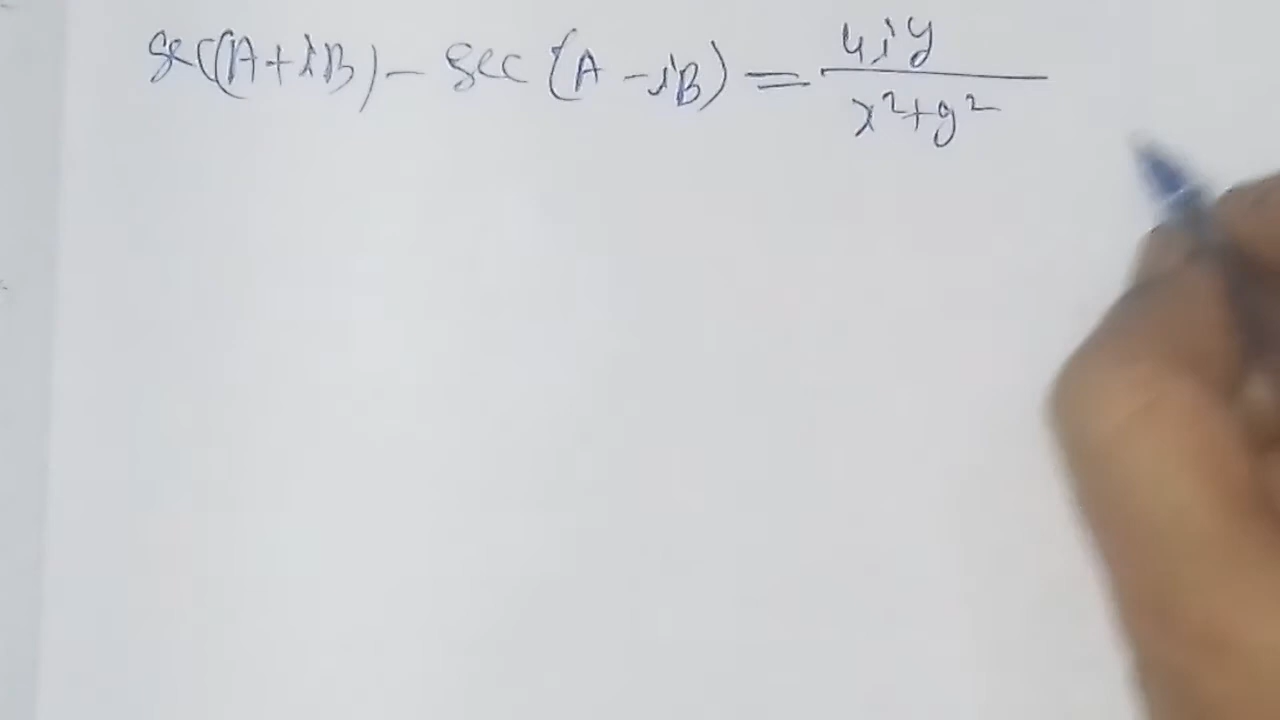 sec(A+iB) - sec(A-iB) = 4iy / x²+y²